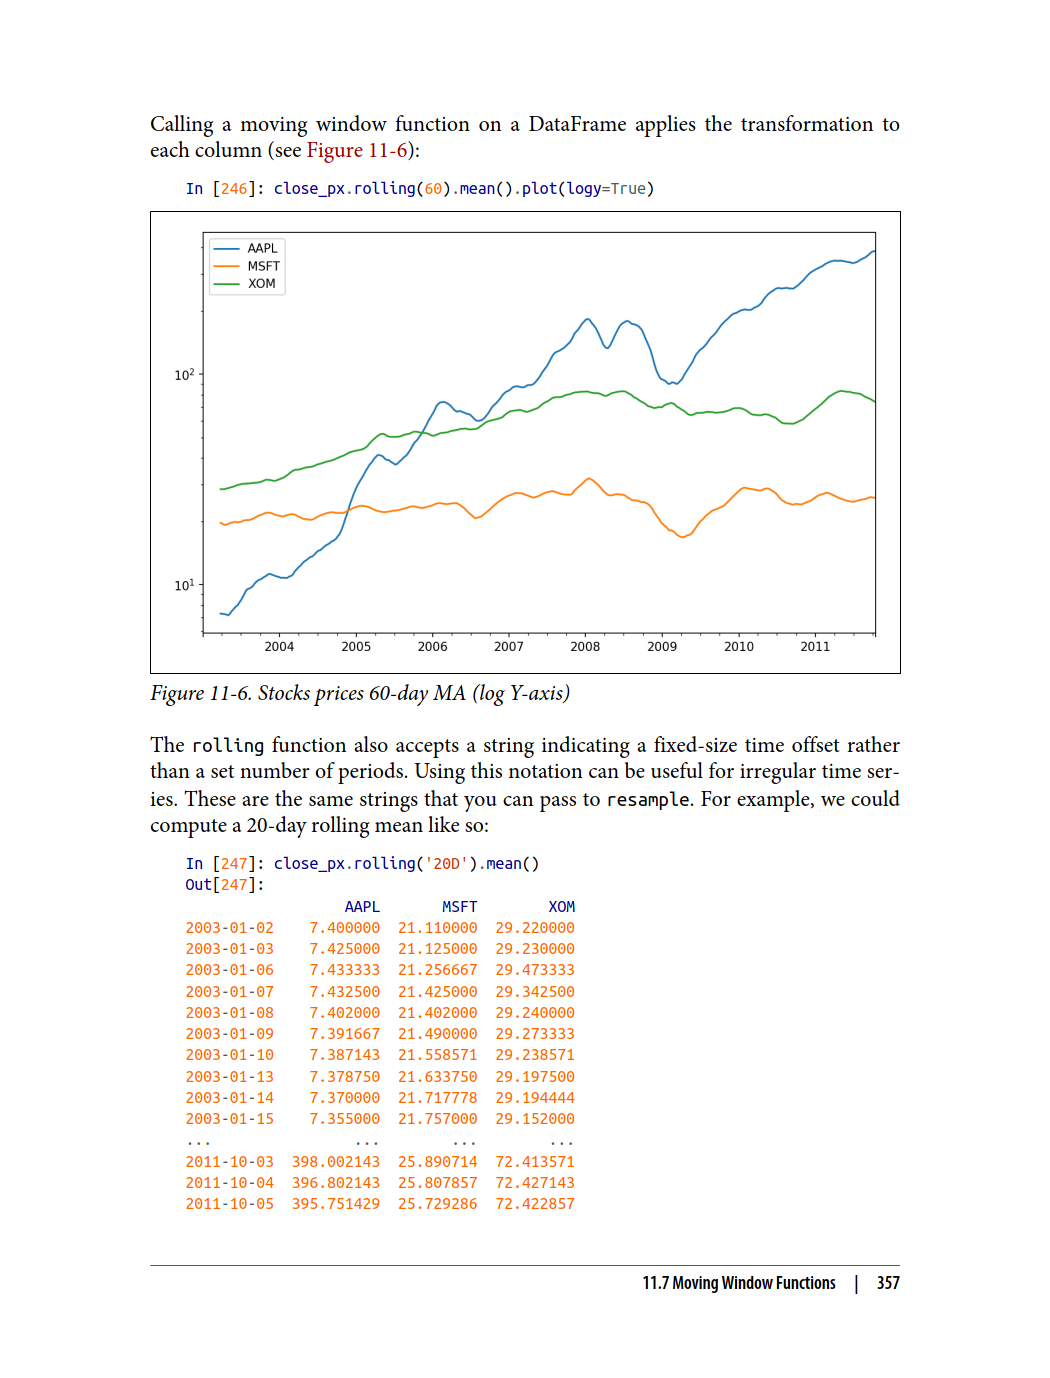 Calling a moving window function on a DataFrame applies the transformation to
each column (see Figure 11-6):
In [246]: close_px.rolling(60).mean().plot(logy=True)
AAPL
MSFT
XOM
10²
10¹
2004 2005 2006 2007 2008 2009 2010 2011
Figure 11-6. Stocks prices 60-day MA (log Y-axis)
The rolling function also accepts a string indicating a fixed-size time offset rather
than a set number of periods. Using this notation can be useful for irregular time ser-
ies. These are the same strings that you can pass to resample. For example, we could
compute a 20-day rolling mean like so:
In [247]: close_px.rolling('20D').mean()
Out[247]:
AAPL MSFT XOM
2003-01-02 7.400000 21.110000 29.220000
2003-01-03 7.425000 21.125000 29.230000
2003-01-06 7.433333 21.256667 29.473333
2003-01-07 7.432500 21.425000 29.342500
2003-01-08 7.402000 21.402000 29.240000
2003-01-09 7.391667 21.490000 29.273333
2003-01-10 7.387143 21.558571 29.238571
2003-01-13 7.378750 21.633750 29.197500
2003-01-14 7.370000 21.717778 29.194444
2003-01-15 7.355000 21.757000 29.152000
... ... ... ...
2011-10-03 398.002143 25.890714 72.413571
2011-10-04 396.802143 25.807857 72.427143
2011-10-05 395.751429 25.729286 72.422857
11.7 Moving Window Functions | 357